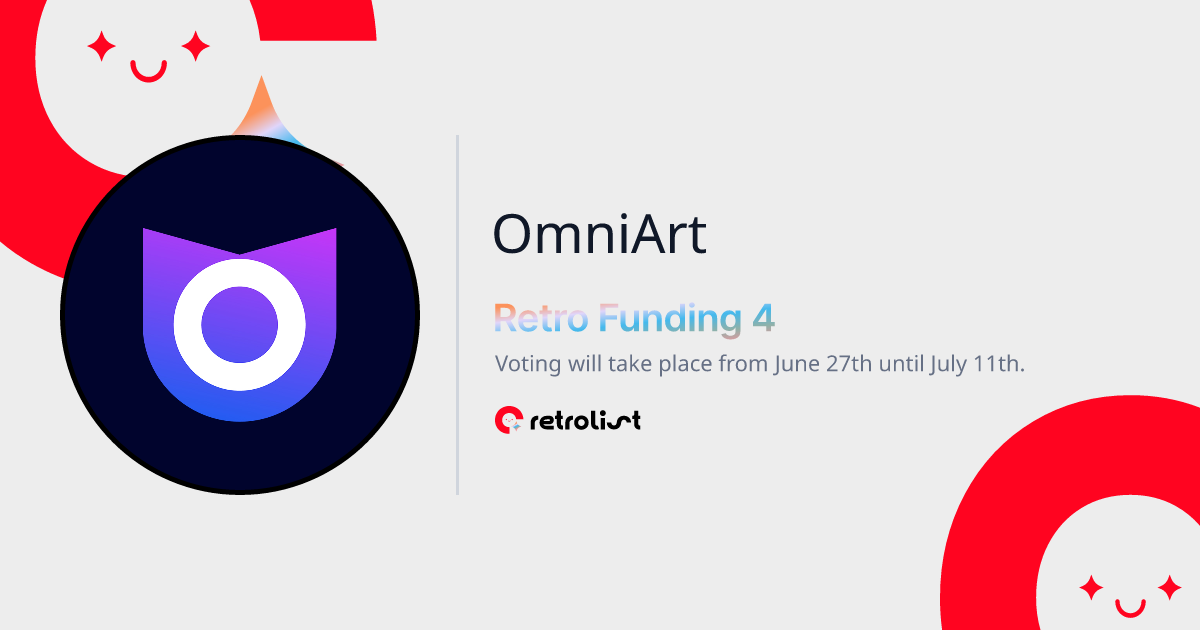 OmniArt
Retro Funding 4
Voting will take place from June 27th until July 11th.
retrolist